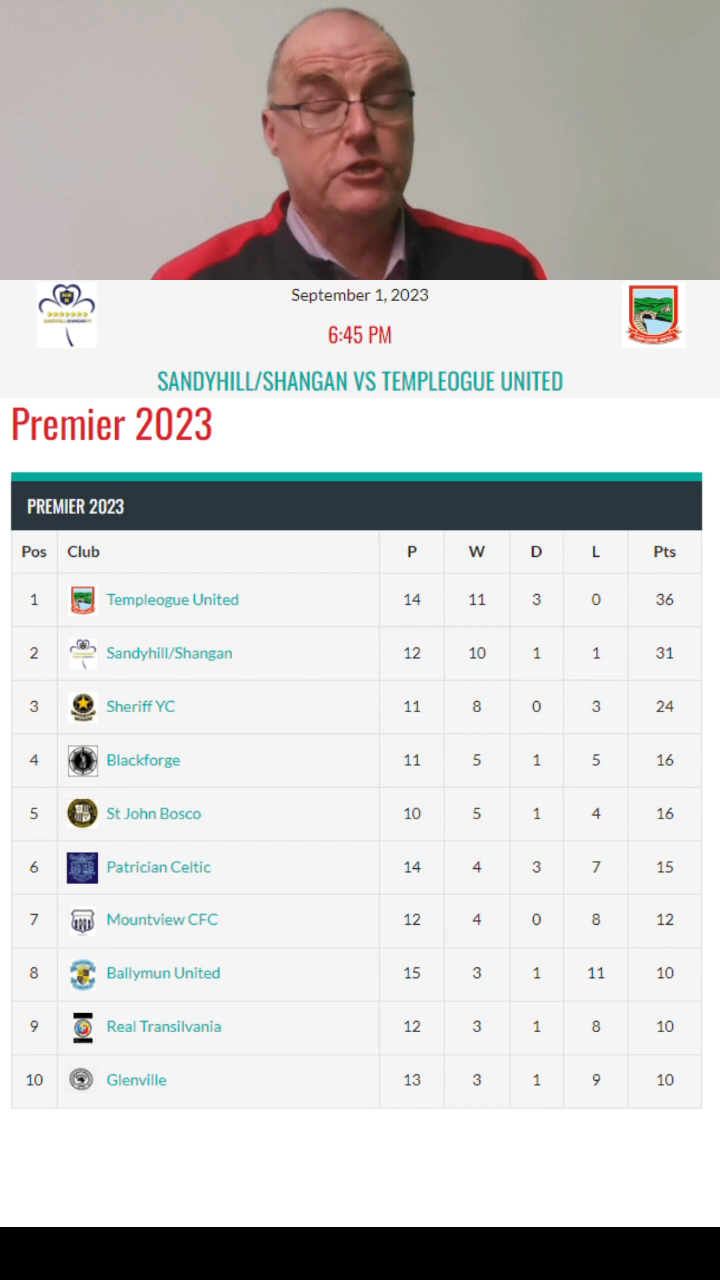 September 1, 2023
6:45 PM
SANDYHILL/SHANGAN VS TEMPLEOGUE UNITED
Premier 2023
PREMIER 2023
Pos Club P W D L Pts
1 Templeogue United 14 11 3 0 36
2 Sandyhill/Shangan 12 10 1 1 31
3 Sheriff YC 11 8 0 3 24
4 Blackforge 11 5 1 5 16
5 St John Bosco 10 5 1 4 16
6 Patrician Celtic 14 4 3 7 15
7 Mountview CFC 12 4 0 8 12
8 Ballymun United 15 3 1 11 10
9 Real Transilvania 12 3 1 8 10
10 Glenville 13 3 1 9 10